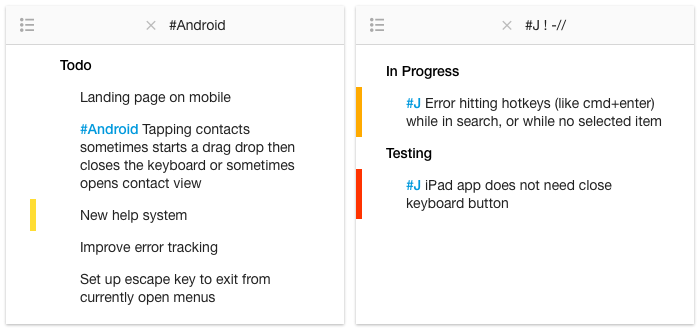 #Android
Todo
Landing page on mobile
#Android Tapping contacts
sometimes starts a drag drop then
closes the keyboard or sometimes
opens contact view
New help system
Improve error tracking
Set up escape key to exit from
currently open menus
#J ! -//
In Progress
#J Error hitting hotkeys (like cmd+enter)
while in search, or while no selected item
Testing
#J iPad app does not need close
keyboard button